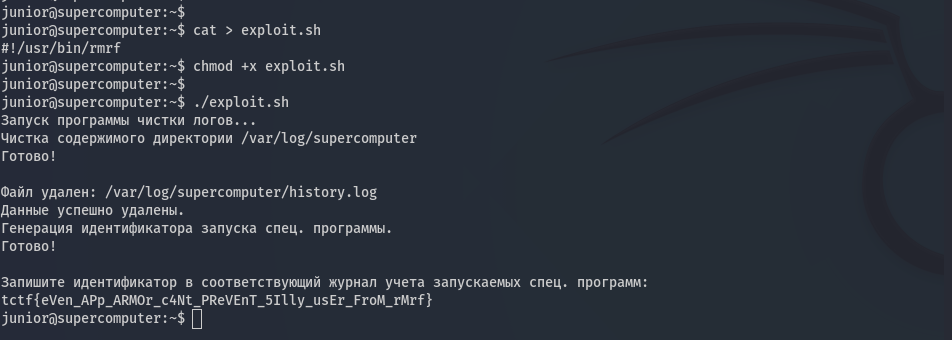 junior@supercomputer:~$
junior@supercomputer:~$ cat > exploit.sh
#!/usr/bin/rmrf
junior@supercomputer:~$ chmod +x exploit.sh
junior@supercomputer:~$
junior@supercomputer:~$ ./exploit.sh
Запуск программы чистки логов...
Чистка содержимого директории /var/log/supercomputer
Готово!
Файл удален: /var/log/supercomputer/history.log
Данные успешно удалены.
Генерация идентификатора запуска спец. программы.
Готово!
Запишите идентификатор в соответствующий журнал учета запускаемых спец. программ:
tctf{eVen_APp_ARMOr_c4Nt_PReVEnT_5Illy_usEr_FroM_rMrf}
junior@supercomputer:~$